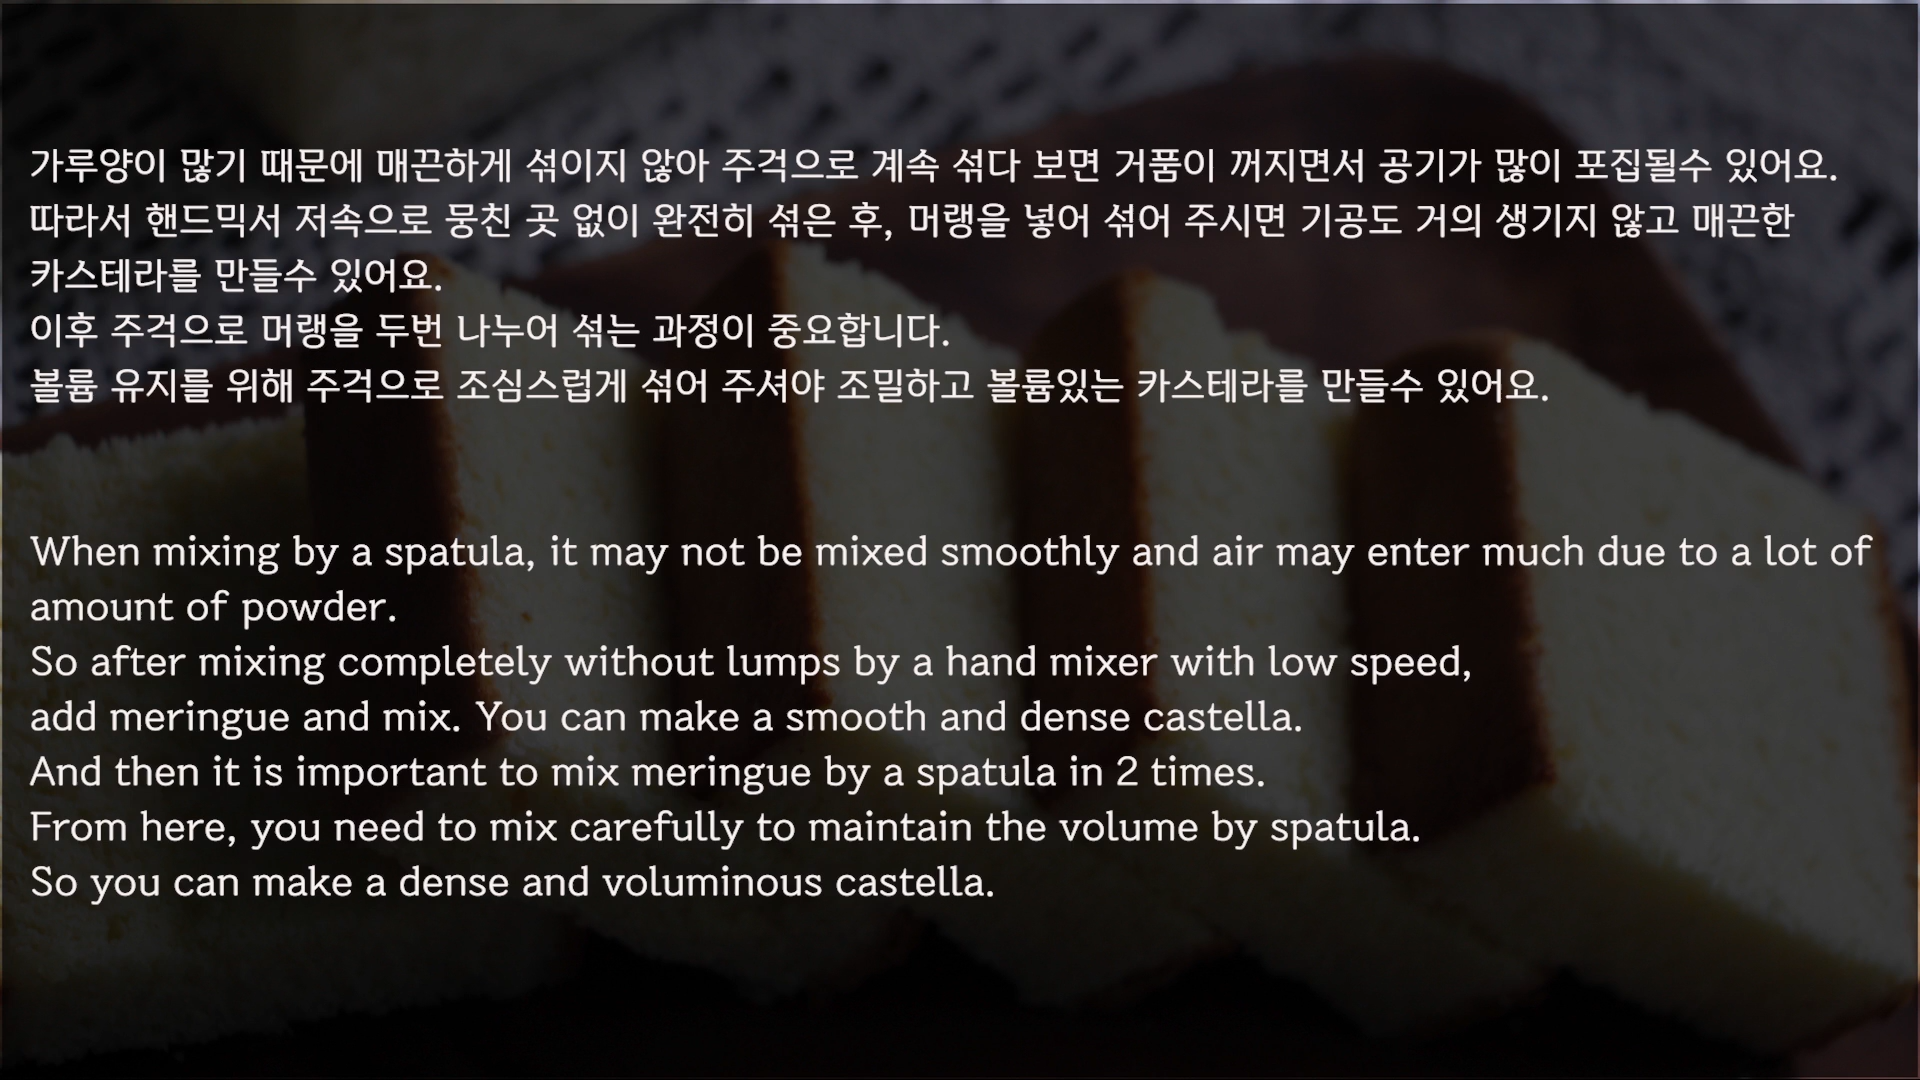 가루양이 많기 때문에 매끈하게 섞이지 않아 주걱으로 계속 섞다 보면 거품이 꺼지면서 공기가 많이 포집될수 있어요.
따라서 핸드믹서 저속으로 뭉친 곳 없이 완전히 섞은 후, 머랭을 넣어 섞어 주시면 기공도 거의 생기지 않고 매끈한
카스테라를 만들수 있어요.
이후 주걱으로 머랭을 두번 나누어 섞는 과정이 중요합니다.
볼륨 유지를 위해 주걱으로 조심스럽게 섞어 주셔야 조밀하고 볼륨있는 카스테라를 만들수 있어요.
When mixing by a spatula, it may not be mixed smoothly and air may enter much due to a lot of
amount of powder.
So after mixing completely without lumps by a hand mixer with low speed,
add meringue and mix. You can make a smooth and dense castella.
And then it is important to mix meringue by a spatula in 2 times.
From here, you need to mix carefully to maintain the volume by spatula.
So you can make a dense and voluminous castella.